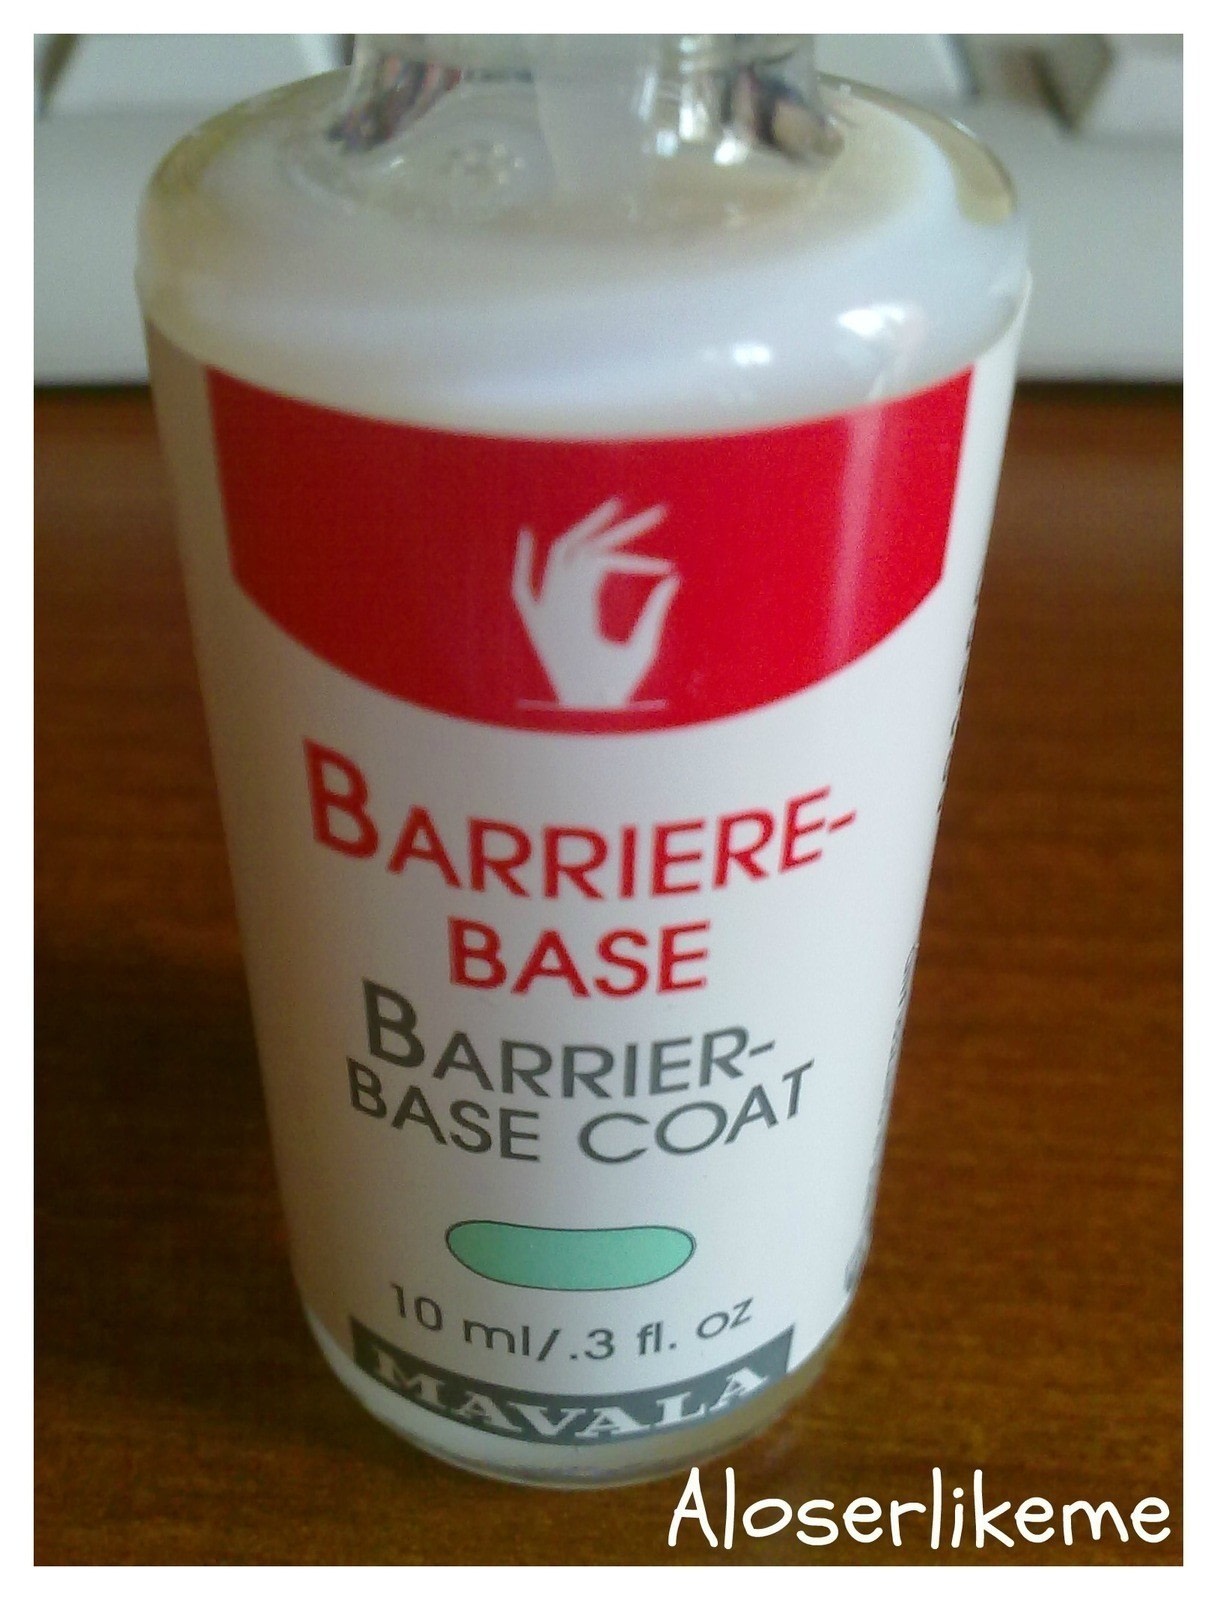 BARRIERE-
BASE
BARRIER-
BASE COAT
10 ml/.3 fl. oz
MAVALA
Aloserlikeme